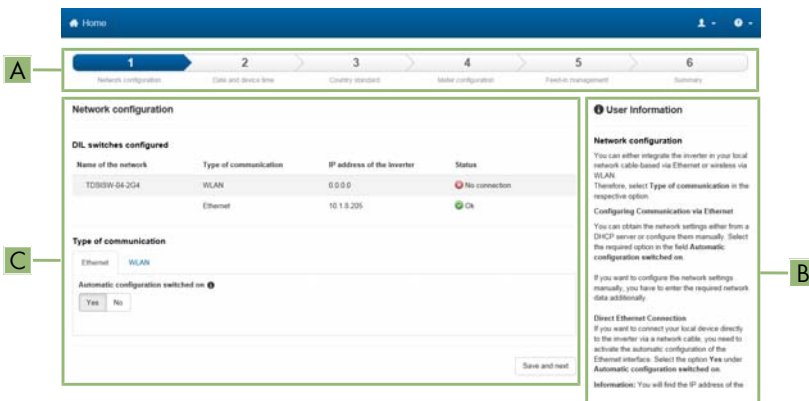 Home
A
1 2 3 4 5 6
Network configuration Date and device time Country standard Meter configuration Feed-in management Summary
Network configuration
DIL switches configured
Name of the network Type of communication IP address of the inverter Status
WLAN 0.0.0.0 No connection
Ethernet 10.1.8.205 Ok
C
Type of communication
Ethernet WLAN
Automatic configuration switched on
Yes No
Save and next
User Information
Network configuration
You can either integrate the inverter in your local
network cable-based via Ethernet or wireless via
WLAN.
Therefore, select Type of communication in the
respective option.
Configuring Communication via Ethernet
You can obtain the network settings either from a
DHCP server or configure them manually. Select
the required option in the field Automatic
configuration switched on.
B
If you want to configure the network settings
manually, you have to enter the required network
data additionally.
Direct Ethernet Connection
If you want to connect your local device directly
to the inverter via a network cable, you need to
activate the automatic configuration of the
Ethernet interface. Select the option Yes under
Automatic configuration switched on.
Information: You will find the IP address of the